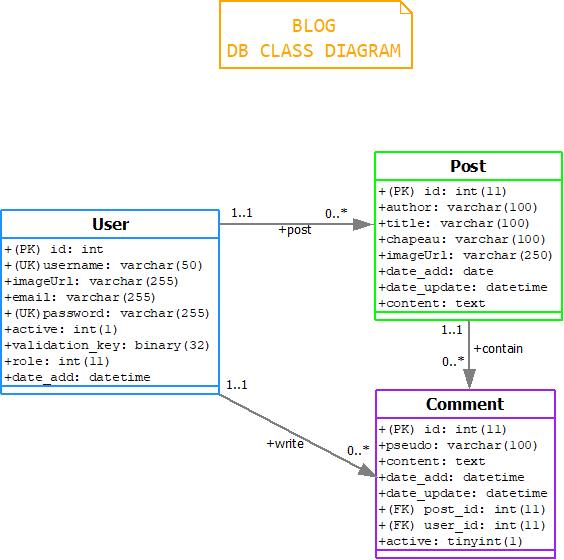 BLOG
DB CLASS DIAGRAM
Post
+(PK) id: int(11)
+author: varchar(100)
+title: varchar(100)
+chapeau: varchar(100)
+imageUrl: varchar(250)
+date_add: date
+date_update: datetime
+content: text
User
+(PK) id: int
+(UK)username: varchar(50)
+imageUrl: varchar(255)
+email: varchar(255)
+(UK)password: varchar(255)
+active: int(1)
+validation_key: binary(32)
+role: int(11)
+date_add: datetime
1..1
0..*
+post
1..1
+contain
0..*
1..1
+write
0..*
Comment
+(PK) id: int(11)
+pseudo: varchar(100)
+content: text
+date_add: datetime
+date_update: datetime
+(FK) post_id: int(11)
+(FK) user_id: int(11)
+active: tinyint(1)